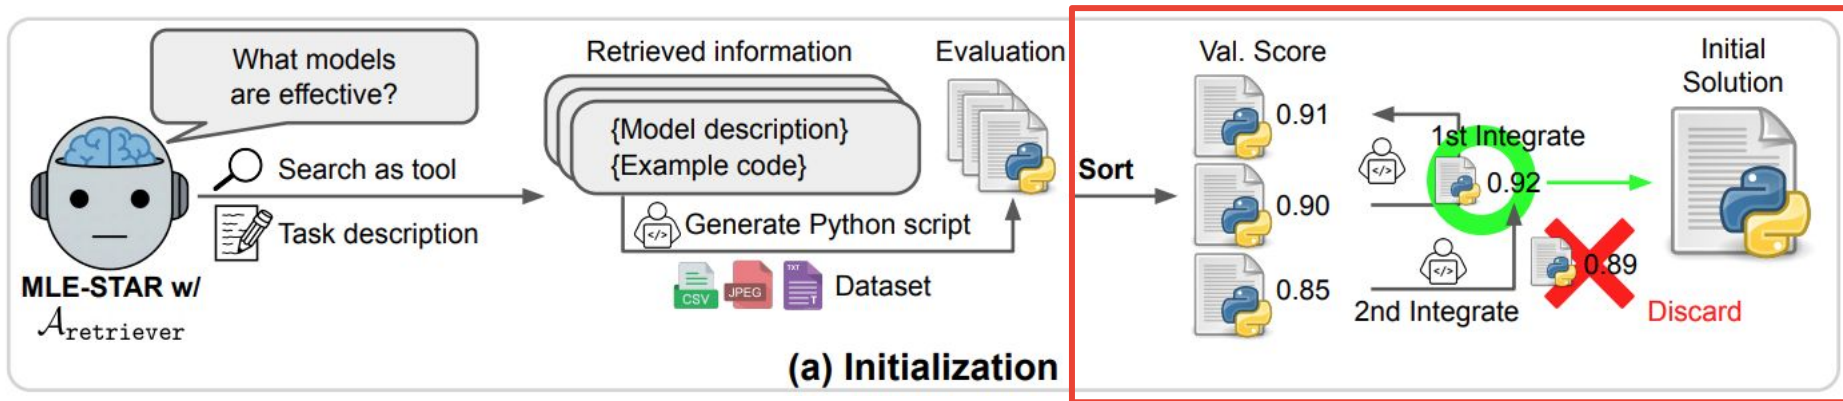 What models
are effective?
Search as tool
Task description
MLE-STAR w/
𝒜retriever
Retrieved information
{Model description}
{Example code}
</>
Generate Python script
CSV
JPEG
TXT
T
Dataset
Evaluation
Sort
Val. Score
0.91
0.90
0.85
</>
1st Integrate
0.92
</>
2nd Integrate
0.89
Discard
Initial
Solution
(a) Initialization